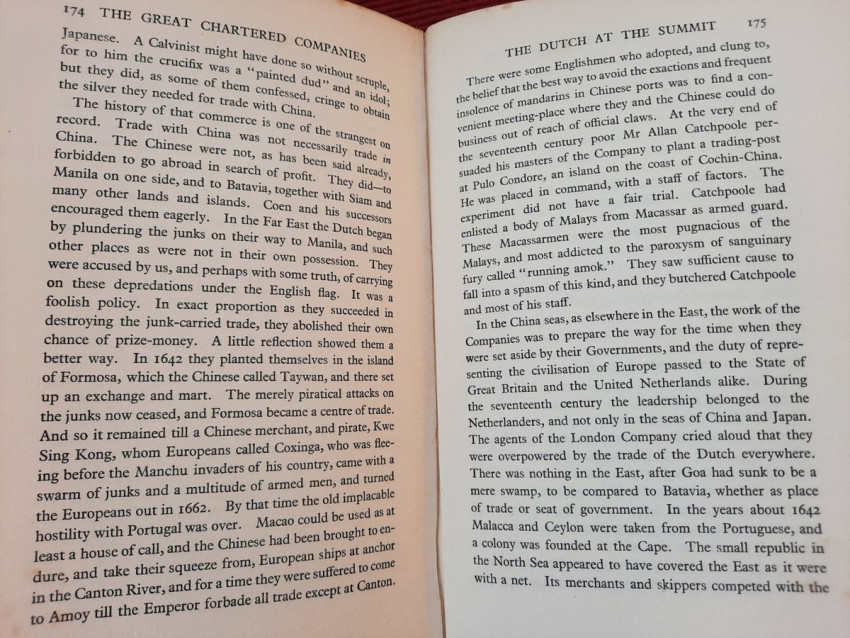 174 THE GREAT CHARTERED COMPANIES
Japanese. A Calvinist might have done so without scruple,
for to him the crucifix was a "painted dud" and an idol;
but they did, as some of them confessed, cringe to obtain
the silver they needed for trade with China.
The history of that commerce is one of the strangest on
record. Trade with China was not necessarily trade in
China. The Chinese were not, as has been said already,
forbidden to go abroad in search of profit. They did—to
Manila on one side, and to Batavia, together with Siam and
many other lands and islands. Coen and his successors
encouraged them eagerly. In the Far East the Dutch began
by plundering the junks on their way to Manila, and such
other places as were not in their own possession. They
were accused by us, and perhaps with some truth, of carrying
on these depredations under the English flag. It was a
foolish policy. In exact proportion as they succeeded in
destroying the junk-carried trade, they abolished their own
chance of prize-money. A little reflection showed them a
better way. In 1642 they planted themselves in the island
of Formosa, which the Chinese called Taywan, and there set
up an exchange and mart. The merely piratical attacks on
the junks now ceased, and Formosa became a centre of trade.
And so it remained till a Chinese merchant, and pirate, Kwe
Sing Kong, whom Europeans called Coxinga, who was flee-
ing before the Manchu invaders of his country, came with a
swarm of junks and a multitude of armed men, and turned
the Europeans out in 1662. By that time the old implacable
hostility with Portugal was over. Macao could be used as at
least a house of call, and the Chinese had been brought to en-
dure, and take their squeeze from, European ships at anchor
in the Canton River, and for a time they were suffered to come
to Amoy till the Emperor forbade all trade except at Canton.
THE DUTCH AT THE SUMMIT 175
There were some Englishmen who adopted, and clung to,
the belief that the best way to avoid the exactions and frequent
insolence of mandarins in Chinese ports was to find a con-
venient meeting-place where they and the Chinese could do
business out of reach of official claws. At the very end of
the seventeenth century poor Mr Allan Catchpoole per-
suaded his masters of the Company to plant a trading-post
at Pulo Condore, an island on the coast of Cochin-China.
He was placed in command, with a staff of factors. The
experiment did not have a fair trial. Catchpoole had
enlisted a body of Malays from Macassar as armed guard.
These Macassarmen were the most pugnacious of the
Malays, and most addicted to the paroxysm of sanguinary
fury called "running amok." They saw sufficient cause to
fall into a spasm of this kind, and they butchered Catchpoole
and most of his staff.
In the China seas, as elsewhere in the East, the work of the
Companies was to prepare the way for the time when they
were set aside by their Governments, and the duty of repre-
senting the civilisation of Europe passed to the State of
Great Britain and the United Netherlands alike. During
the seventeenth century the leadership belonged to the
Netherlanders, and not only in the seas of China and Japan.
The agents of the London Company cried aloud that they
were overpowered by the trade of the Dutch everywhere.
There was nothing in the East, after Goa had sunk to be a
mere swamp, to be compared to Batavia, whether as place
of trade or seat of government. In the years about 1642
Malacca and Ceylon were taken from the Portuguese, and
a colony was founded at the Cape. The small republic in
the North Sea appeared to have covered the East as it were
with a net. Its merchants and skippers competed with the